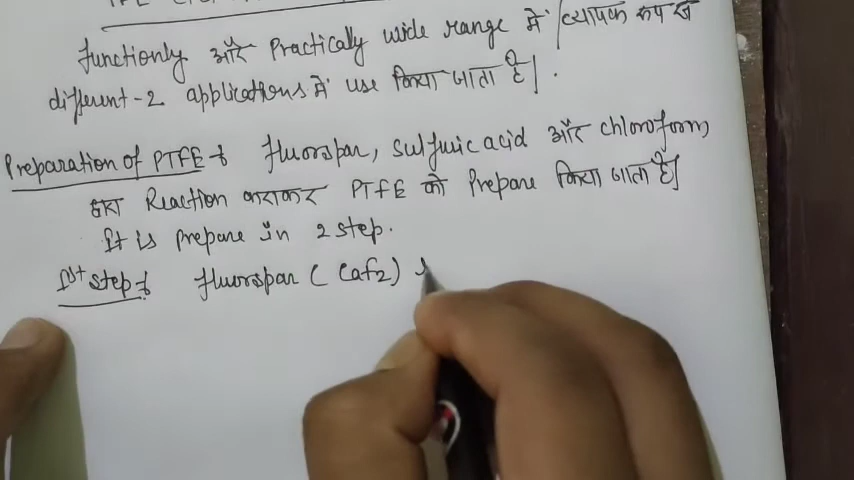 functionly और Practically wide range में / व्यापक रूप से
different-2 applications में use किया जाता है।
Preparation of PTFE :- fluorspar, sulfuric acid और chloroform,
द्वारा Reaction कराकर PTFE को Prepare किया जाता है।
It is prepare in 2 step.
Ist step :- fluorspar (CaF2)